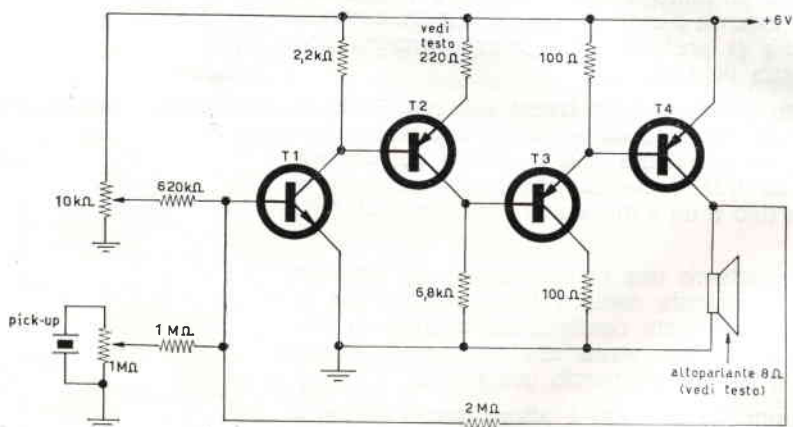 +6V
vedi
testo
220Ω
2,2kΩ
100Ω
T1
T2
T3
T4
10kΩ
620kΩ
6,8kΩ
100Ω
pick-up
1MΩ
1MΩ
altoparlante 8Ω
(vedi testo)
2MΩ